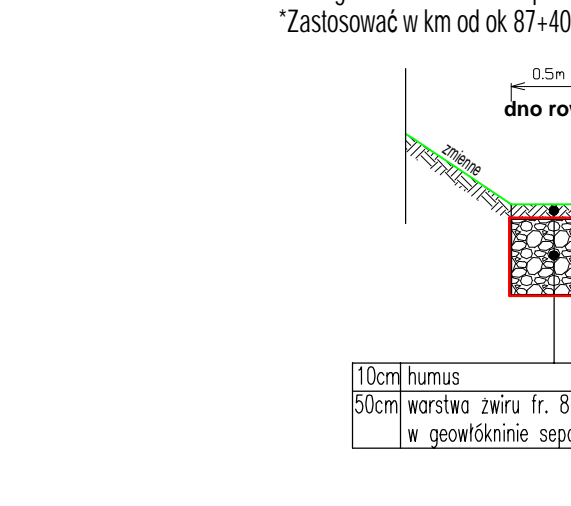 *Zastosować w km od ok 87+40
0.5m
dno ro
zmienne
10cm humus
50cm warstwa żwiru fr. 8
w geowłókninie sep